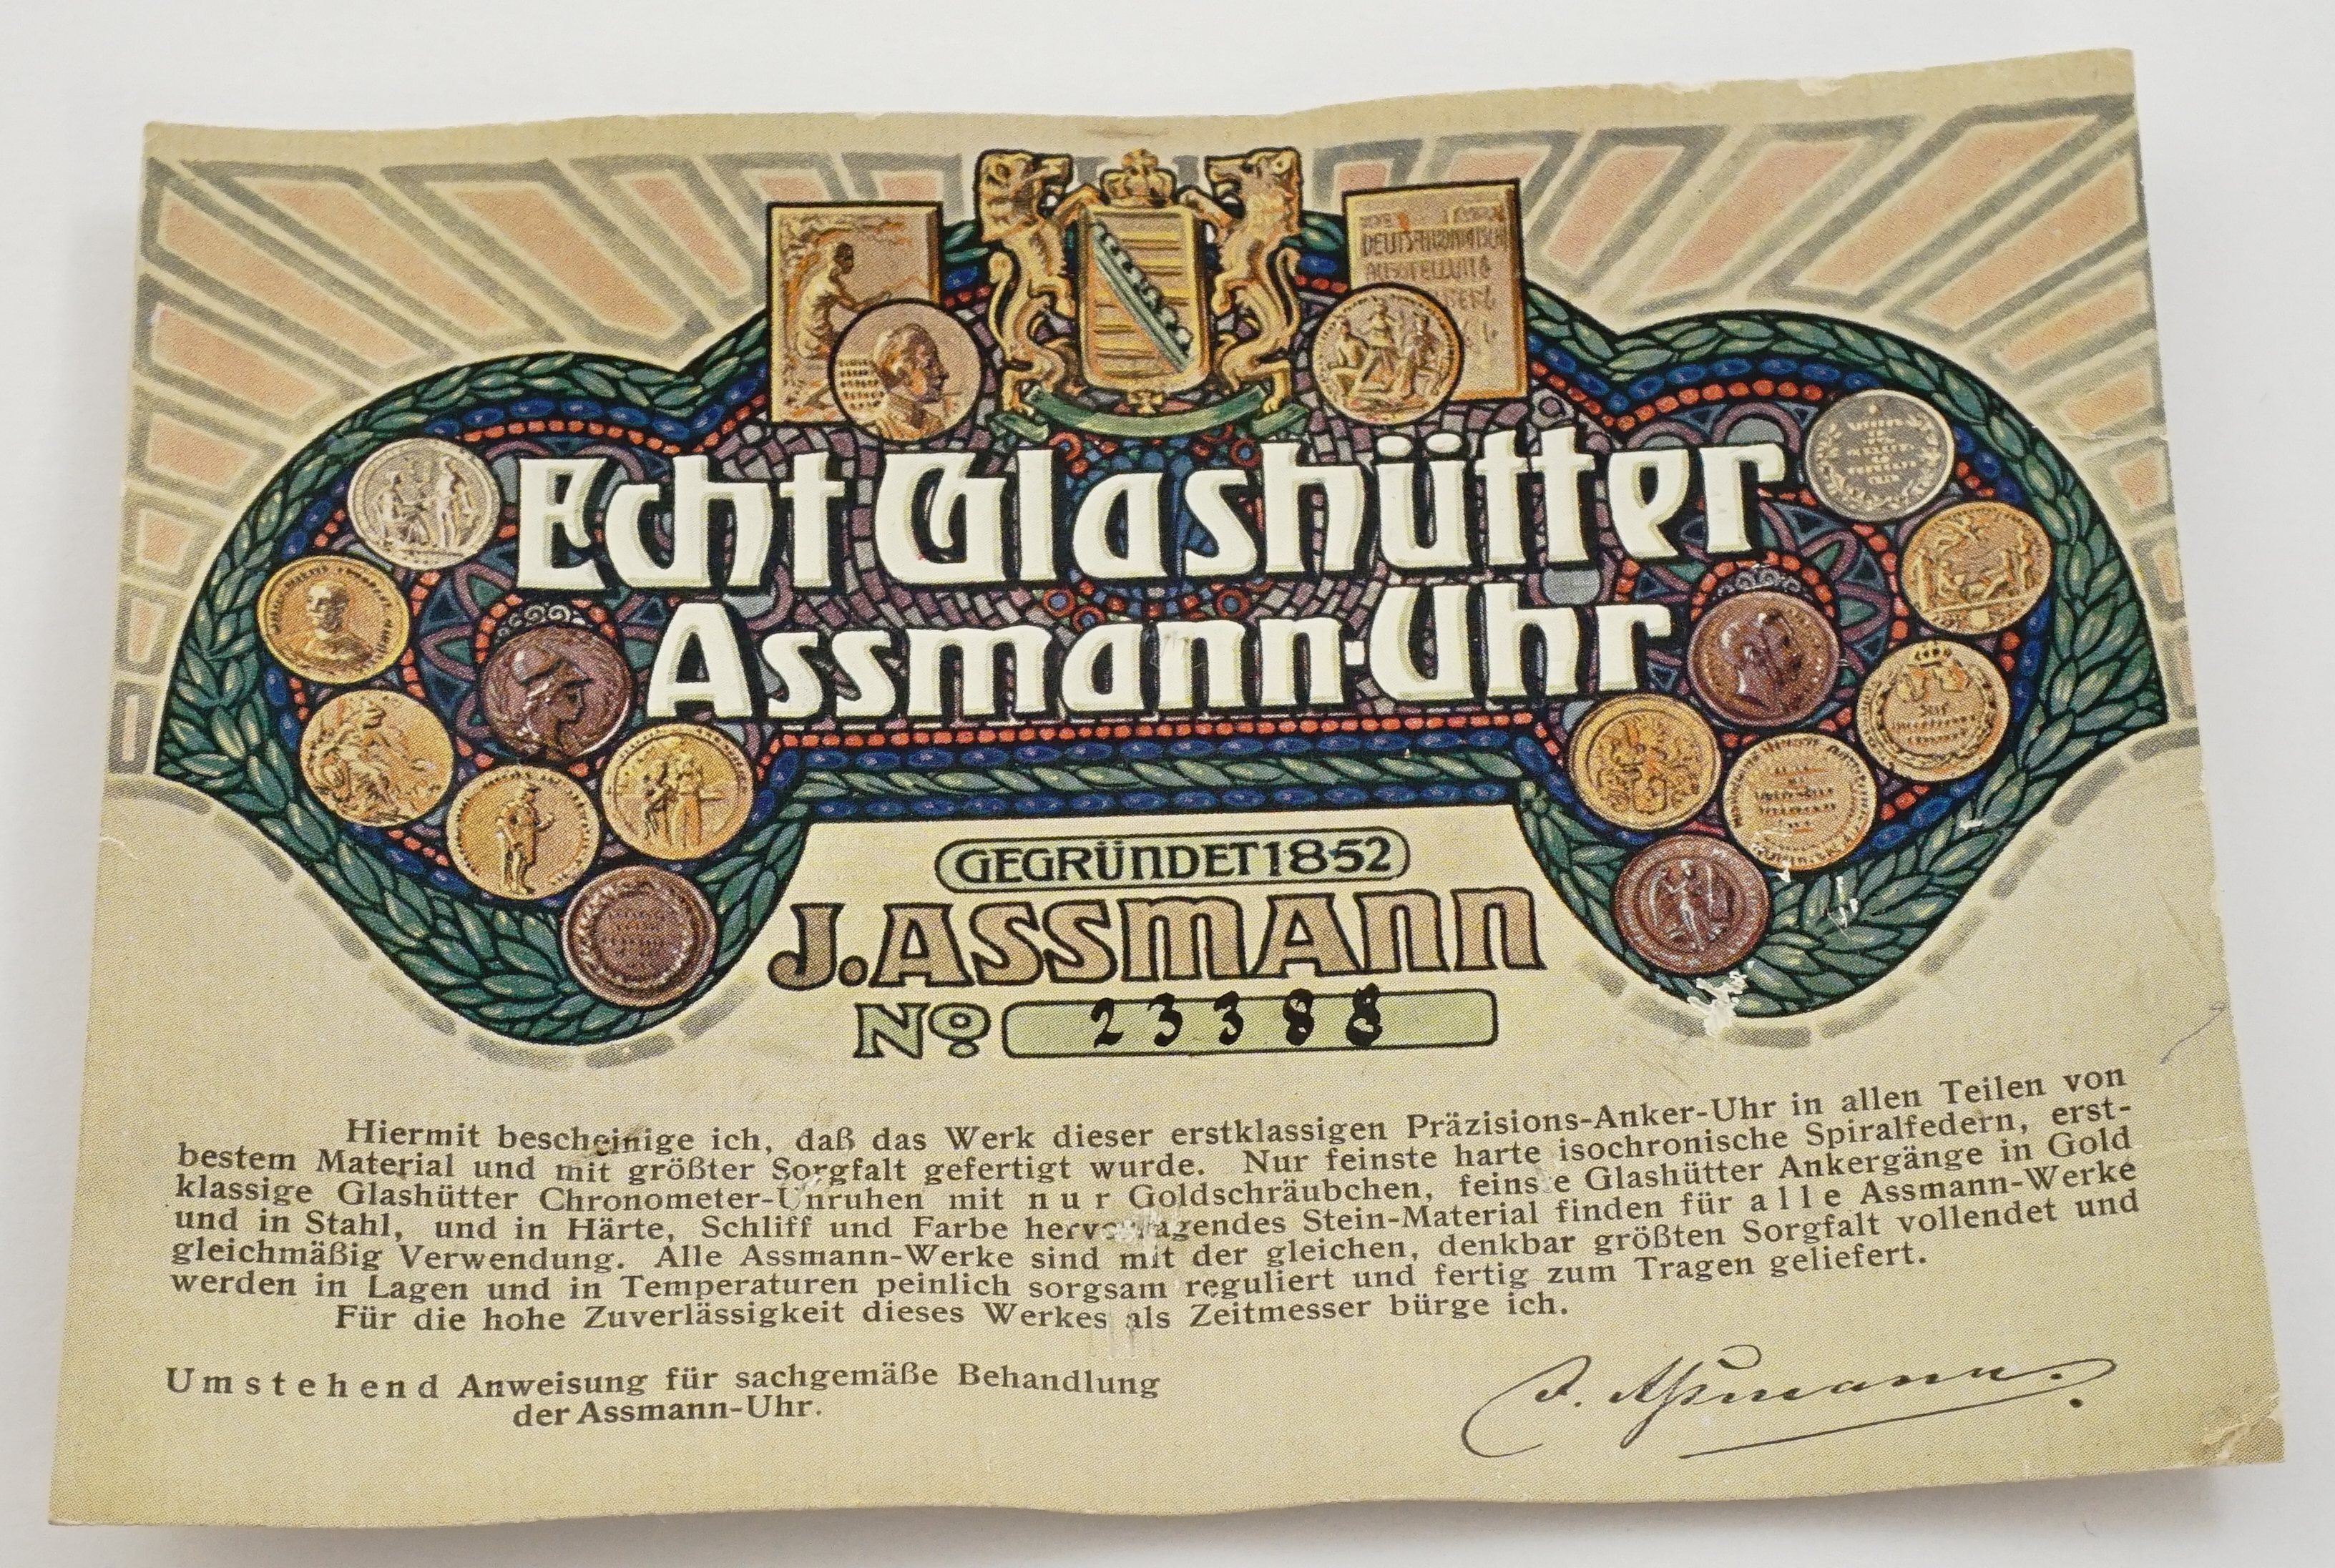 DEUTSCHBÖHMISCHE
AUSSTELLUNG
Echt Glashütter
Assmann-Uhr
GEGRÜNDET 1852
J. ASSMANN
No 23388
Hiermit bescheinige ich, daß das Werk dieser erstklassigen Präzisions-Anker-Uhr in allen Teilen von
bestem Material und mit größter Sorgfalt gefertigt wurde. Nur feinste harte isochronische Spiralfedern, erst-
klassige Glashütter Chronometer-Unruhen mit nur Goldschräubchen, feinste Glashütter Ankergänge in Gold
und in Stahl, und in Härte, Schliff und Farbe hervorragendes Stein-Material finden für alle Assmann-Werke
gleichmäßig Verwendung. Alle Assmann-Werke sind mit der gleichen, denkbar größten Sorgfalt vollendet und
werden in Lagen und in Temperaturen peinlich sorgsam reguliert und fertig zum Tragen geliefert.
Für die hohe Zuverlässigkeit dieses Werkes als Zeitmesser bürge ich.
Umstehend Anweisung für sachgemäße Behandlung
der Assmann-Uhr.
J. Assmann.